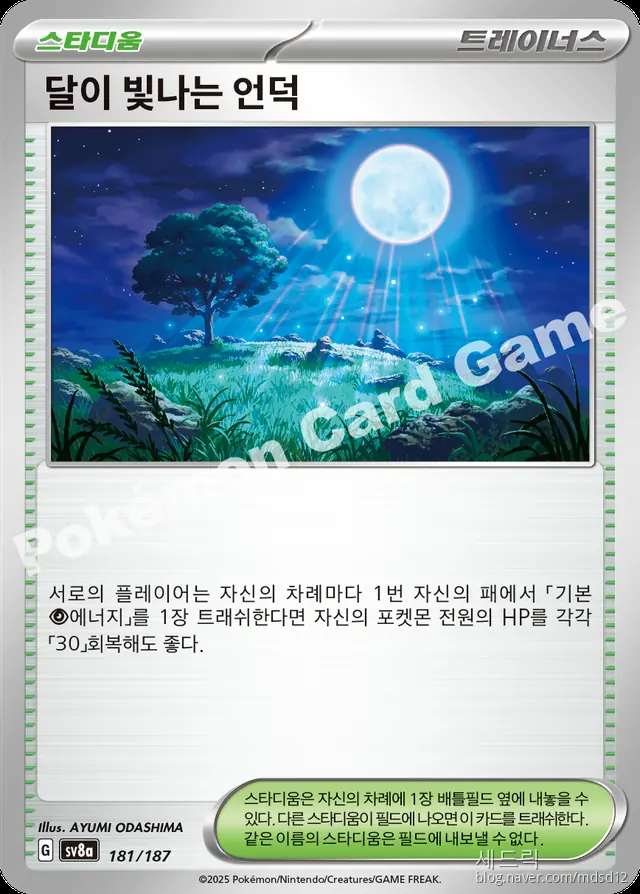 스타디움
트레이너스
달이 빛나는 언덕
Pokémon Card Game
서로의 플레이어는 자신의 차례마다 1번 자신의 패에서 「기본
에너지」를 1장 트래쉬한다면 자신의 포켓몬 전원의 HP를 각각
「30」회복해도 좋다.
스타디움은 자신의 차례에 1장 배틀필드 옆에 내놓을 수
있다. 다른 스타디움이 필드에 나오면 이 카드를 트래쉬한다.
같은 이름의 스타디움은 필드에 내보낼 수 없다.
Illus. AYUMI ODASHIMA
G sv8a 181/187
©2025 Pokémon/Nintendo/Creatures/GAME FREAK.
세드릭
blog.naver.com/mdsd12